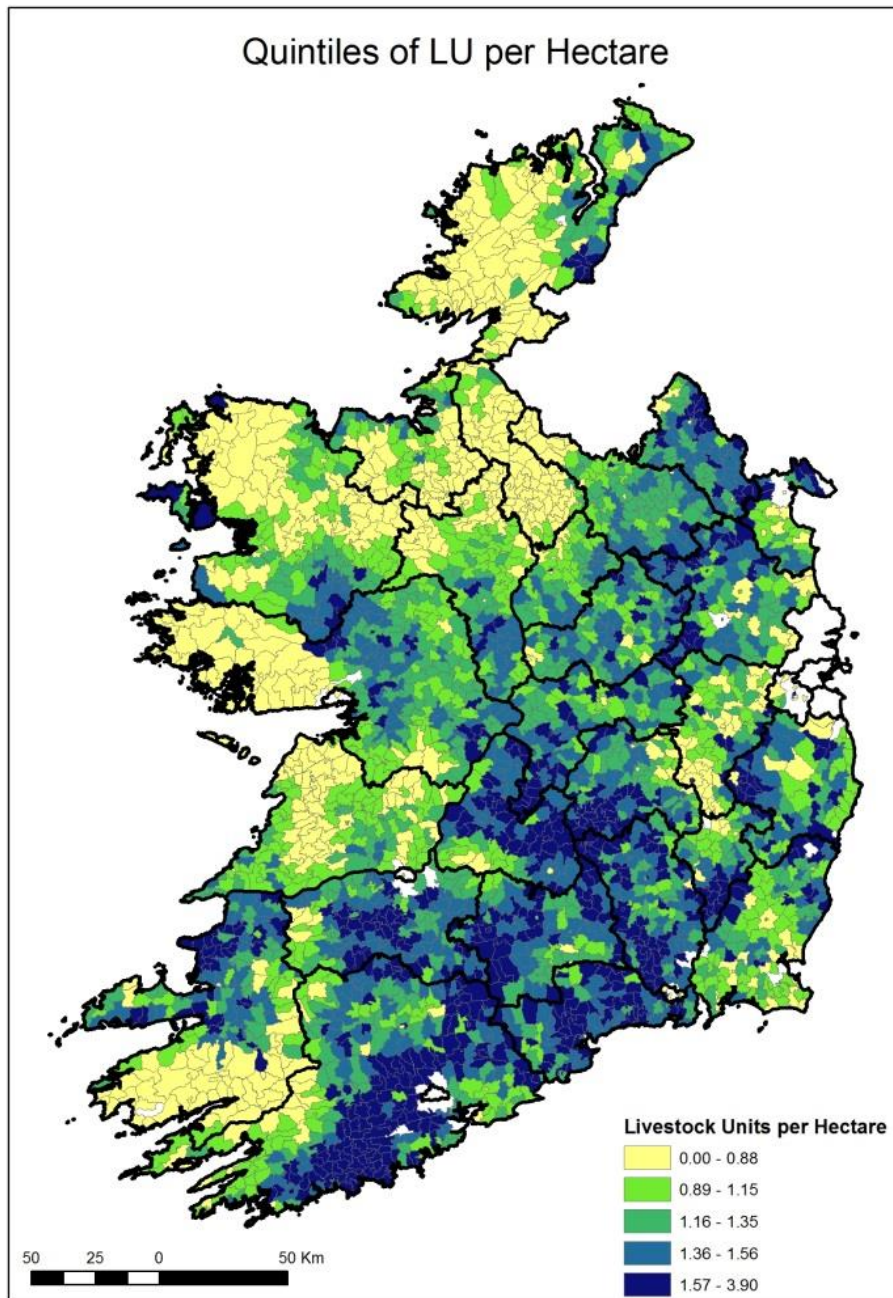 Quintiles of LU per Hectare
Livestock Units per Hectare
0.00 - 0.88
0.89 - 1.15
1.16 - 1.35
1.36 - 1.56
1.57 - 3.90
50 25 0 50 Km